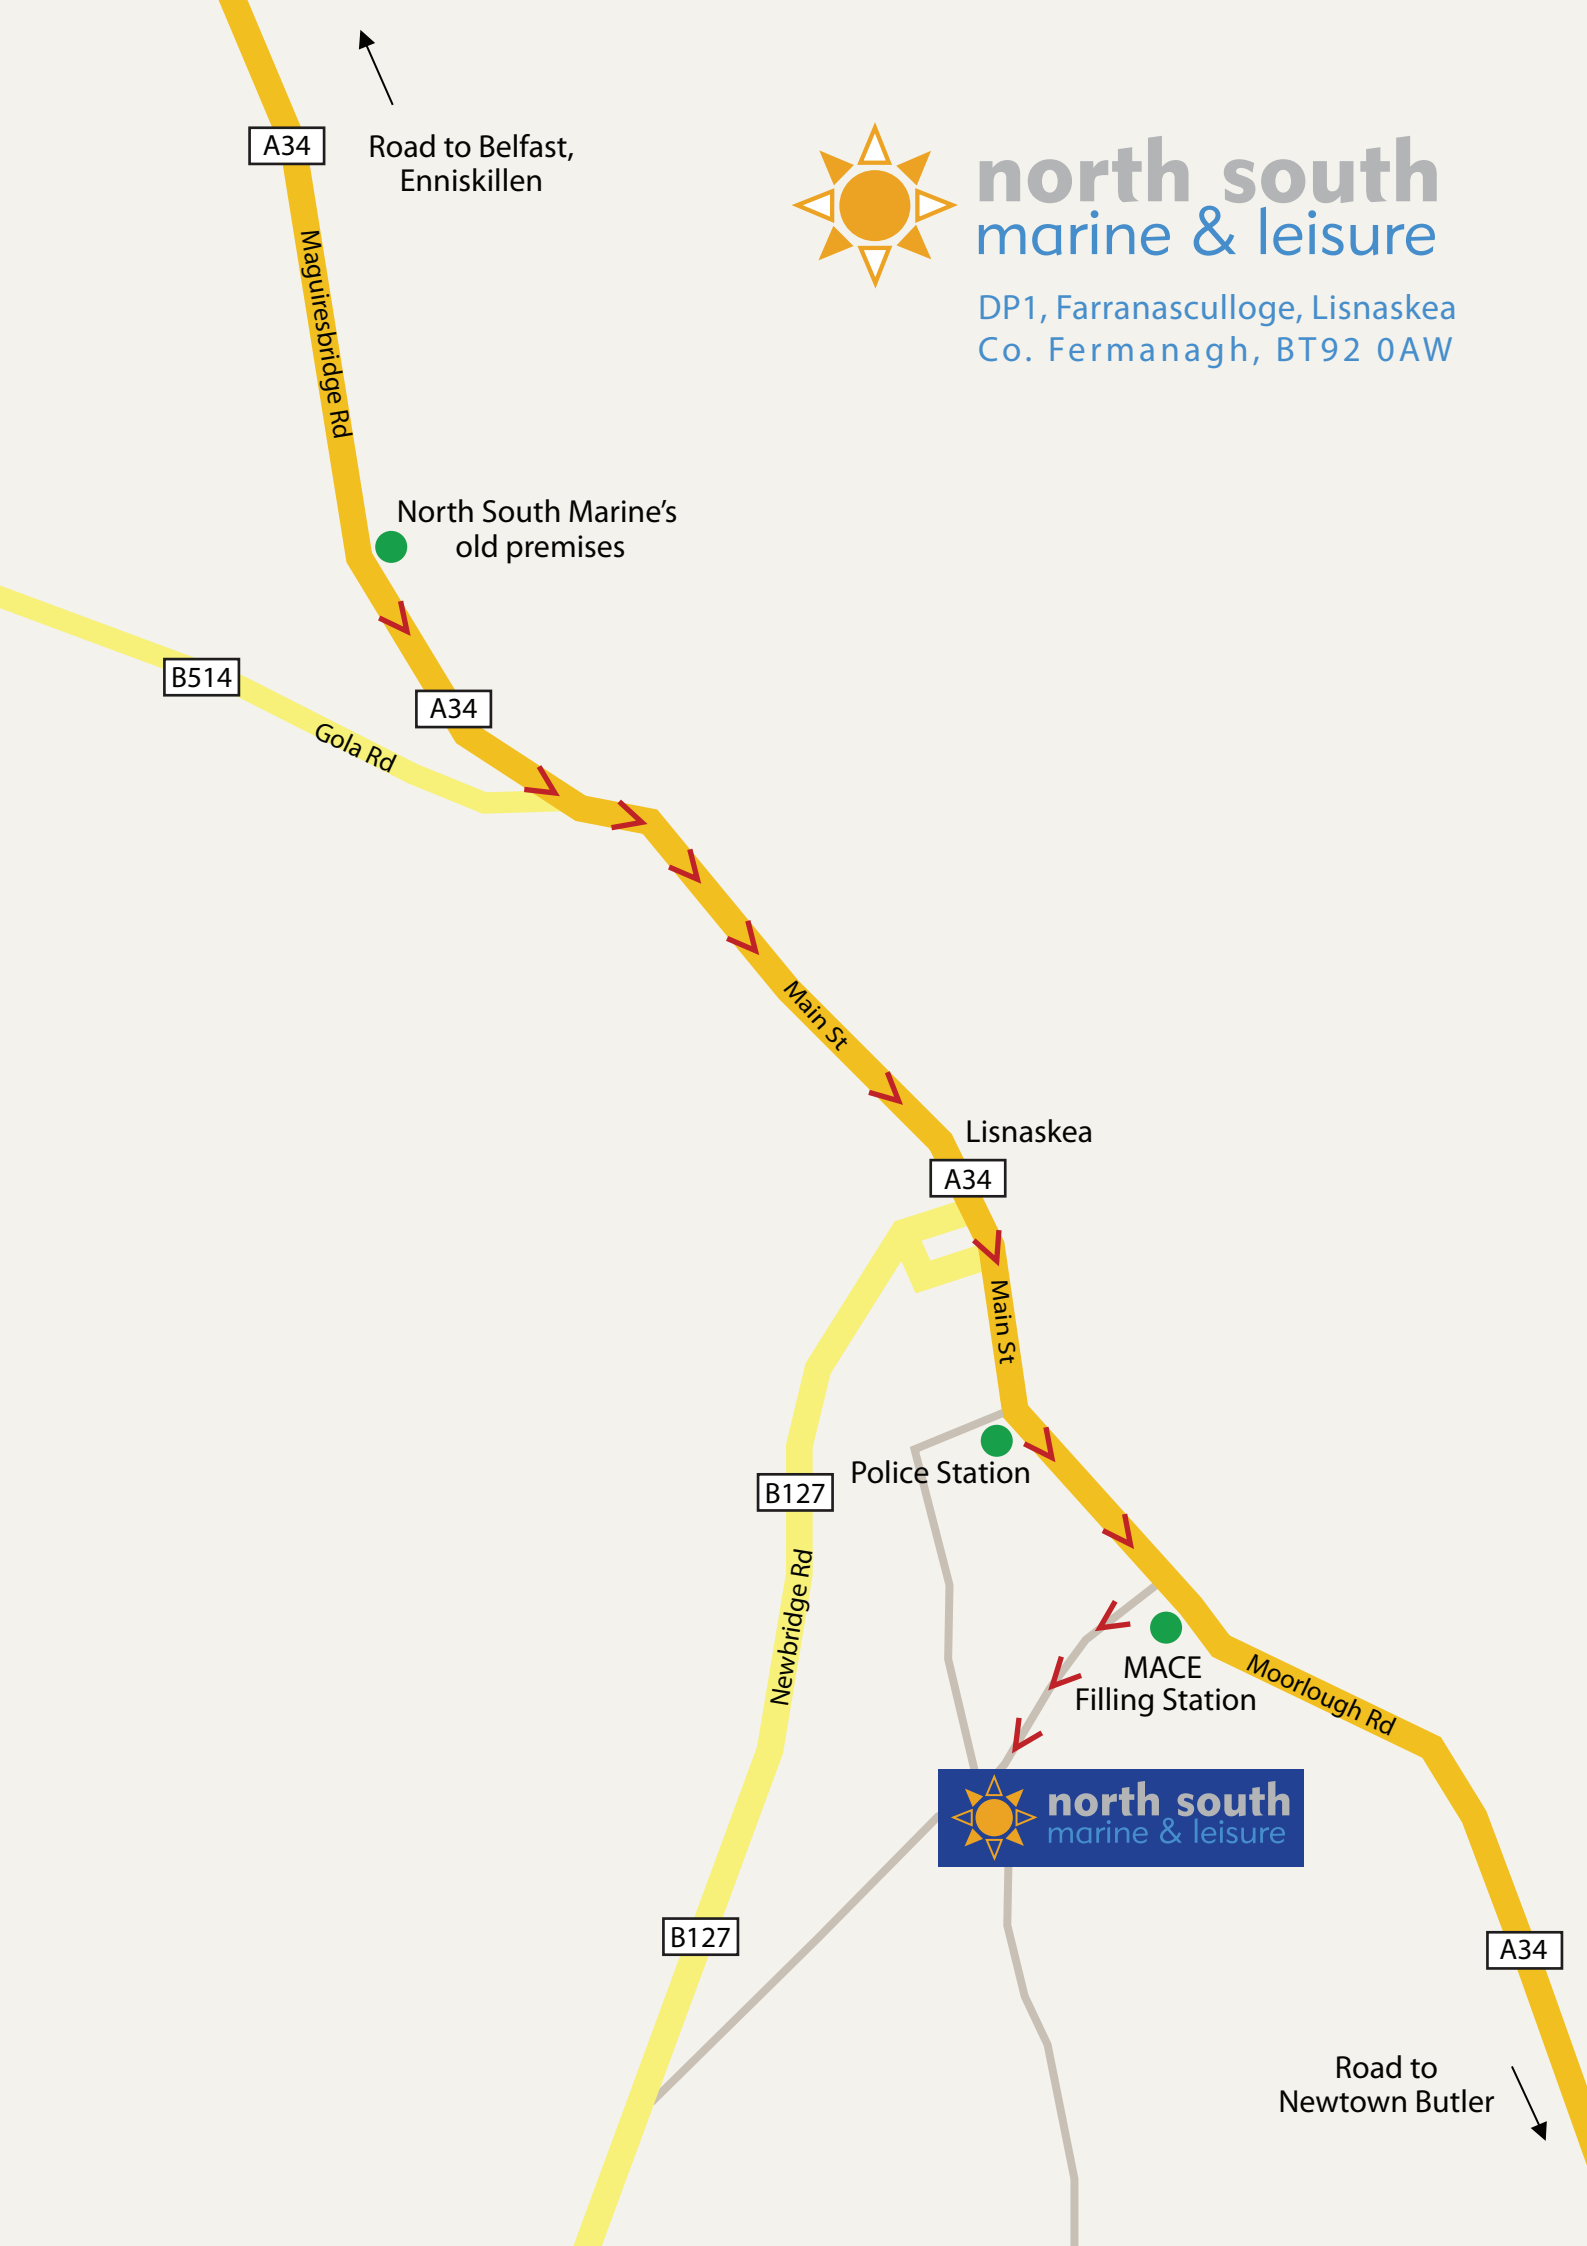 A34
Road to Belfast,
Enniskillen
north south
marine & leisure
DP1, Farranasculloge, Lisnaskea
Co. Fermanagh, BT92 0AW
Maguiresbridge Rd
North South Marine’s
old premises
B514
A34
Gola Rd
Main St
Lisnaskea
A34
Main St
Police Station
B127
Newbridge Rd
MACE
Filling Station
Moorlough Rd
north south
marine & leisure
B127
A34
Road to
Newtown Butler